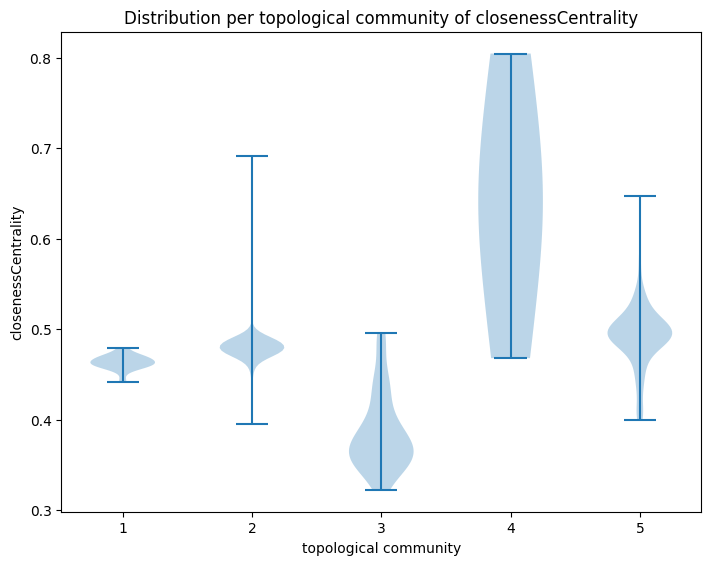 Distribution per topological community of closenessCentrality
0.8
0.7
0.6
0.5
0.4
0.3
closenessCentrality
1 2 3 4 5
topological community